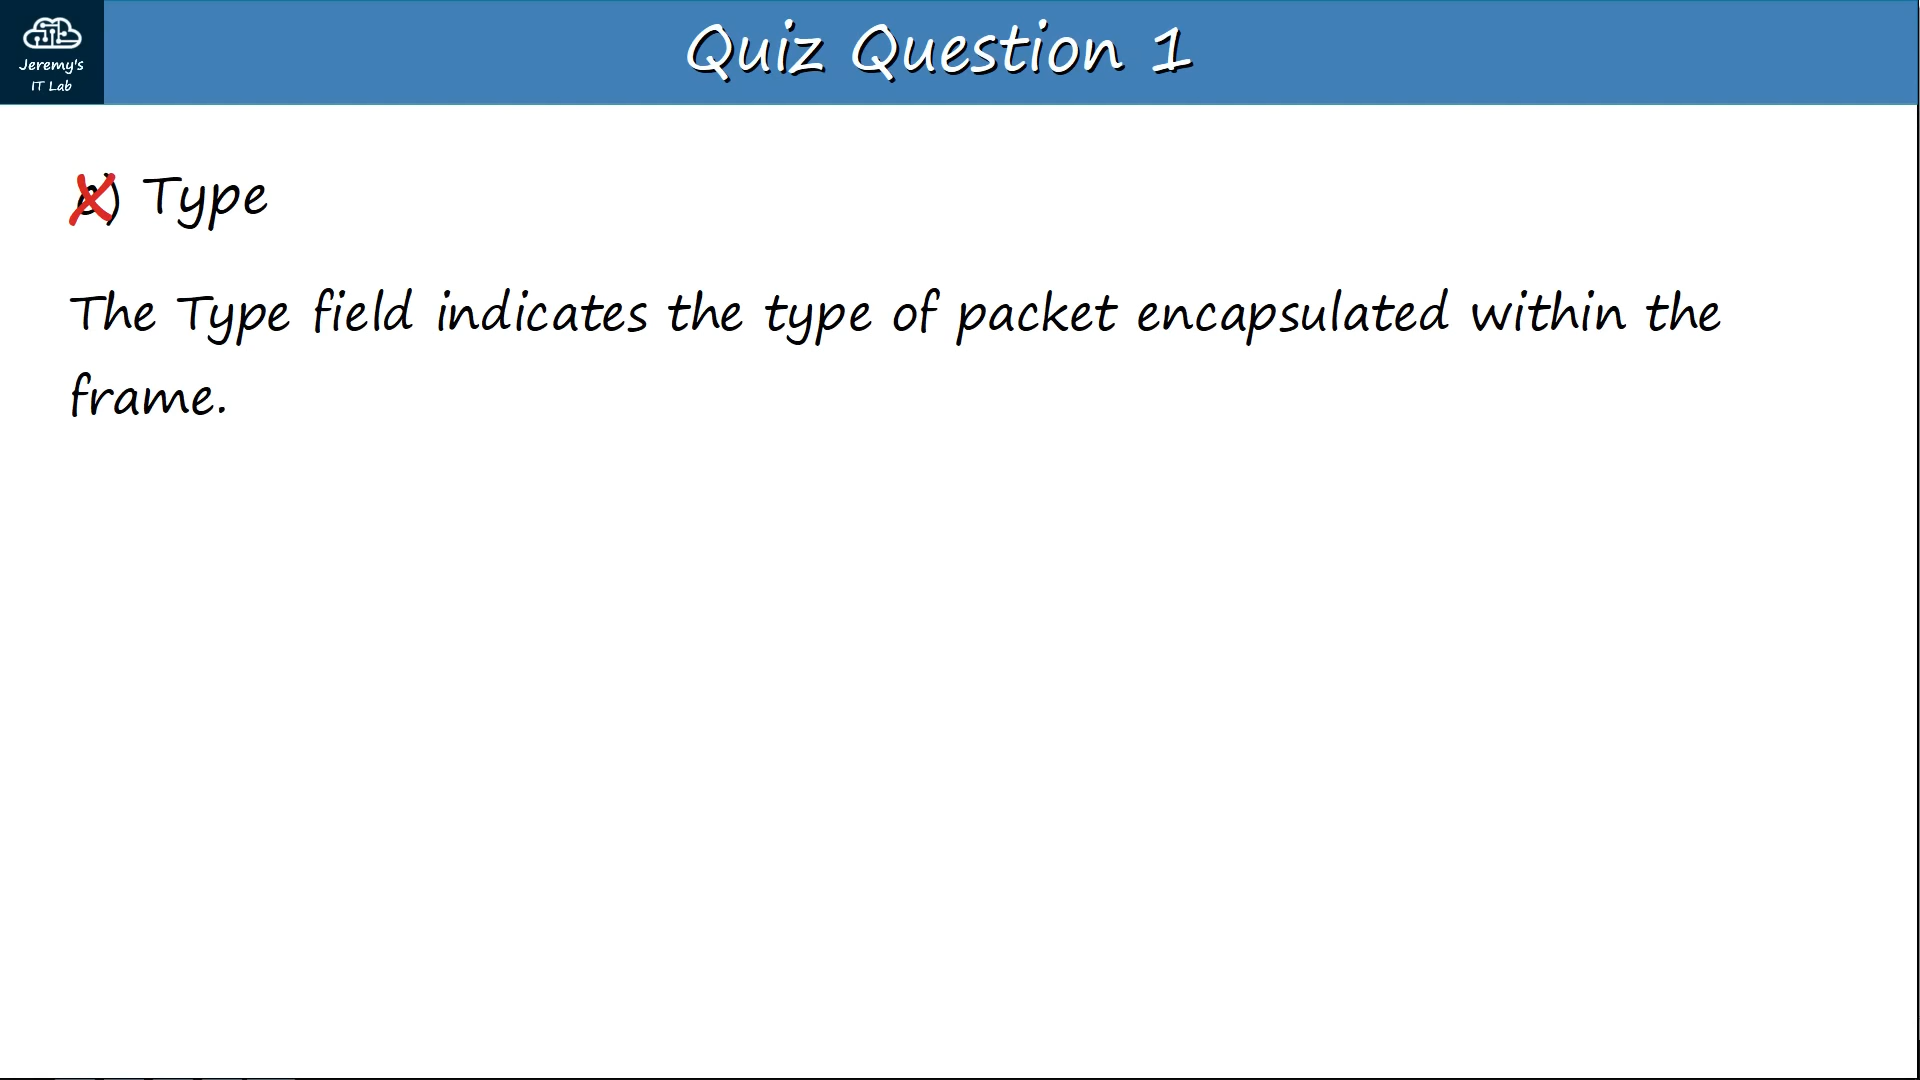 Jeremy's
IT Lab
Quiz Question 1
c) Type
The Type field indicates the type of packet encapsulated within the
frame.